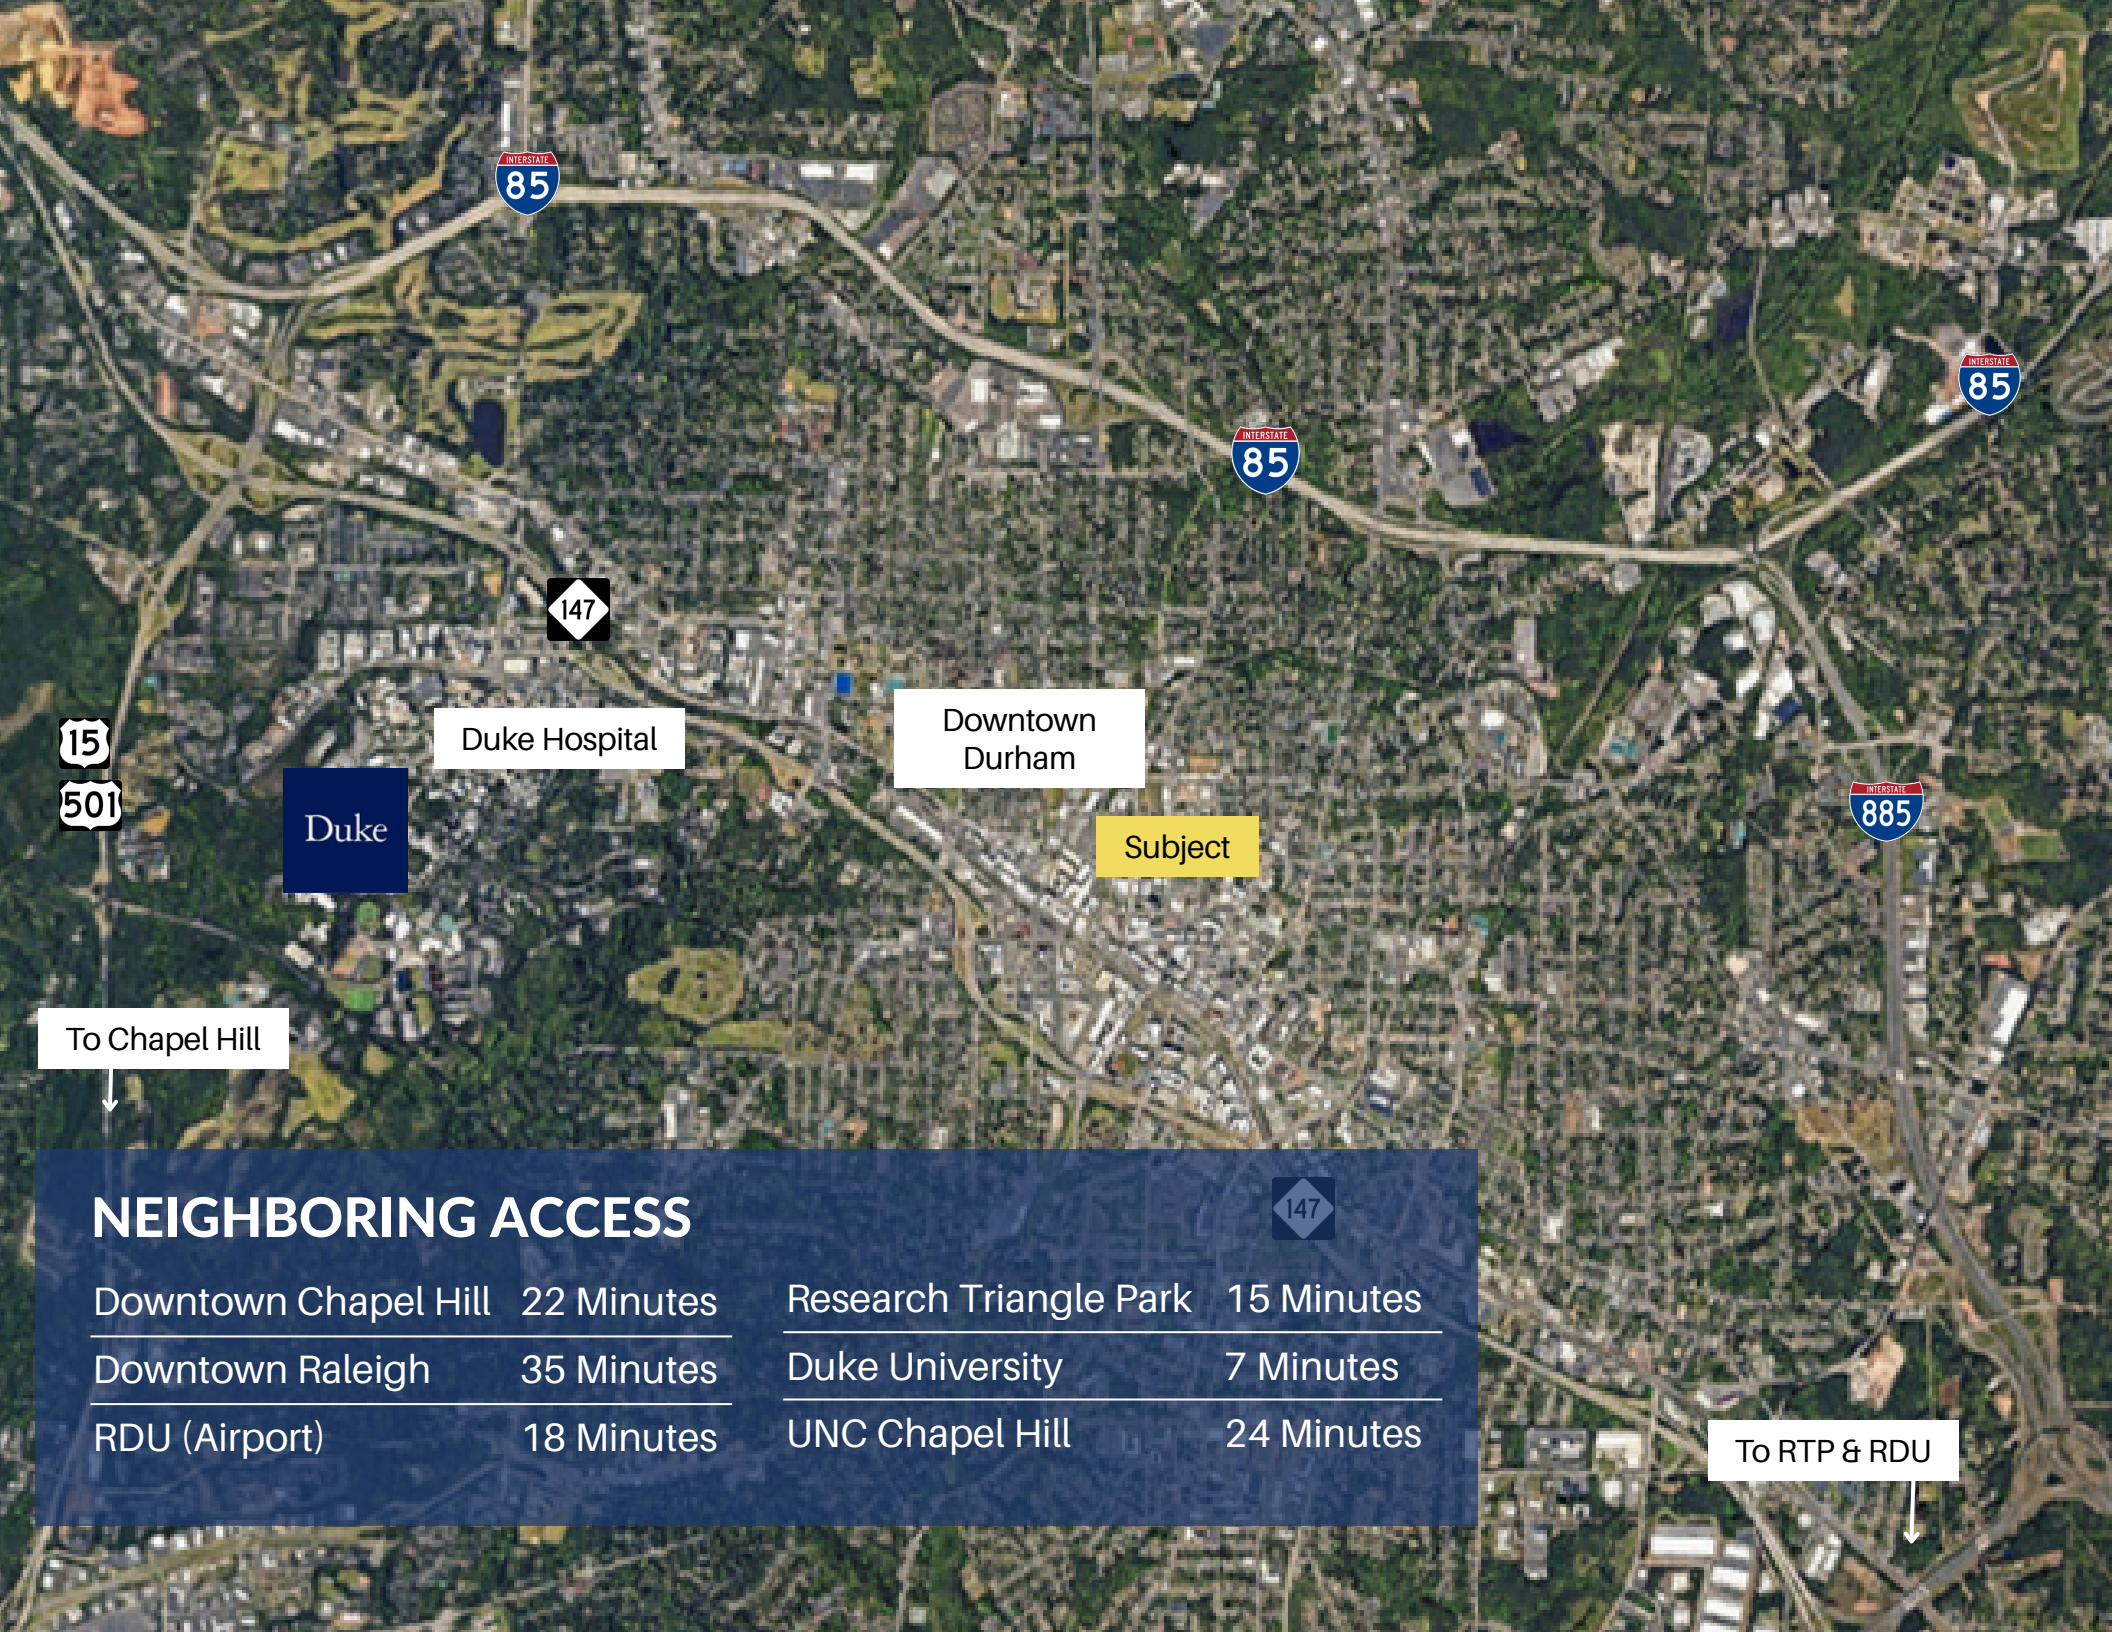 INTERSTATE
85
INTERSTATE
85
INTERSTATE
85
147
Downtown
Durham
Duke Hospital
15
501
Duke
INTERSTATE
885
Subject
To Chapel Hill
NEIGHBORING ACCESS
147
Downtown Chapel Hill 22 Minutes
Downtown Raleigh 35 Minutes
RDU (Airport) 18 Minutes
Research Triangle Park 15 Minutes
Duke University 7 Minutes
UNC Chapel Hill 24 Minutes
To RTP & RDU